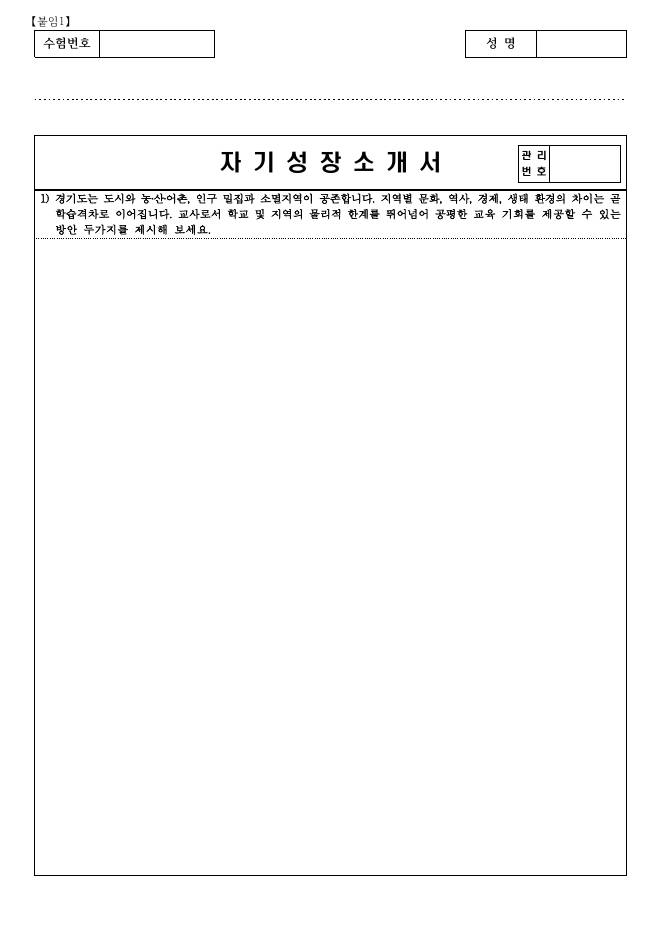 【붙임1】
수험번호
성 명
자 기 성 장 소 개 서
관 리
번 호
1) 경기도는 도시와 농·산·어촌, 인구 밀집과 소멸지역이 공존합니다. 지역별 문화, 역사, 경제, 생태 환경의 차이는 곧
학습격차로 이어집니다. 교사로서 학교 및 지역의 물리적 한계를 뛰어넘어 공평한 교육 기회를 제공할 수 있는
방안 두가지를 제시해 보세요.